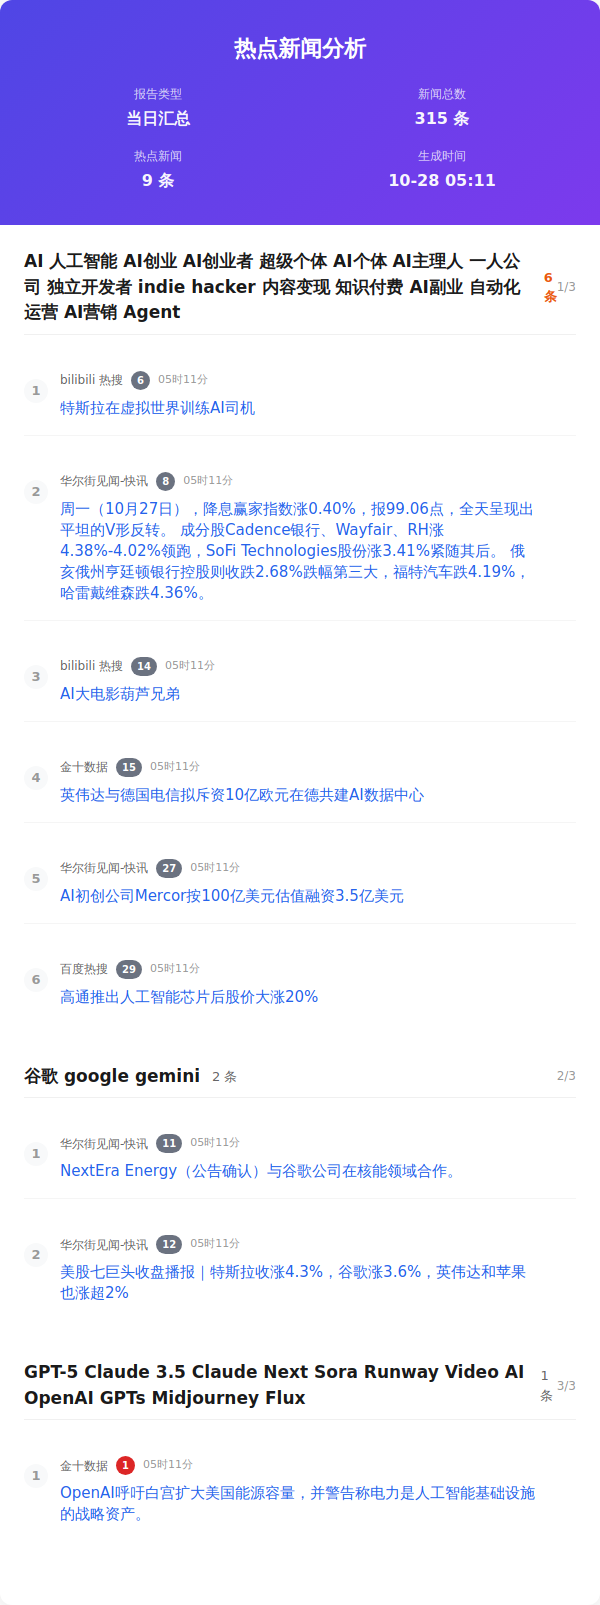 热点新闻分析
报告类型
新闻总数
当日汇总
315 条
热点新闻
生成时间
9 条
10-28 05:11
AI 人工智能 AI创业 AI创业者 超级个体 AI个体 AI主理人 一人公
司 独立开发者 indie hacker 内容变现 知识付费 AI副业 自动化
运营 AI营销 Agent
6
条
1/3
1
bilibili 热搜 6 05时11分
特斯拉在虚拟世界训练AI司机
2
华尔街见闻-快讯 8 05时11分
周一（10月27日），降息赢家指数涨0.40%，报99.06点，全天呈现出
平坦的V形反转。 成分股Cadence银行、Wayfair、RH涨
4.38%-4.02%领跑，SoFi Technologies股份涨3.41%紧随其后。 俄
亥俄州亨廷顿银行控股则收跌2.68%跌幅第三大，福特汽车跌4.19%，
哈雷戴维森跌4.36%。
3
bilibili 热搜 14 05时11分
AI大电影葫芦兄弟
4
金十数据 15 05时11分
英伟达与德国电信拟斥资10亿欧元在德共建AI数据中心
5
华尔街见闻-快讯 27 05时11分
AI初创公司Mercor按100亿美元估值融资3.5亿美元
6
百度热搜 29 05时11分
高通推出人工智能芯片后股价大涨20%
谷歌 google gemini 2 条 2/3
1
华尔街见闻-快讯 11 05时11分
NextEra Energy（公告确认）与谷歌公司在核能领域合作。
2
华尔街见闻-快讯 12 05时11分
美股七巨头收盘播报｜特斯拉收涨4.3%，谷歌涨3.6%，英伟达和苹果
也涨超2%
GPT-5 Claude 3.5 Claude Next Sora Runway Video AI
OpenAI GPTs Midjourney Flux
1
条
3/3
1
金十数据 1 05时11分
OpenAI呼吁白宫扩大美国能源容量，并警告称电力是人工智能基础设施
的战略资产。